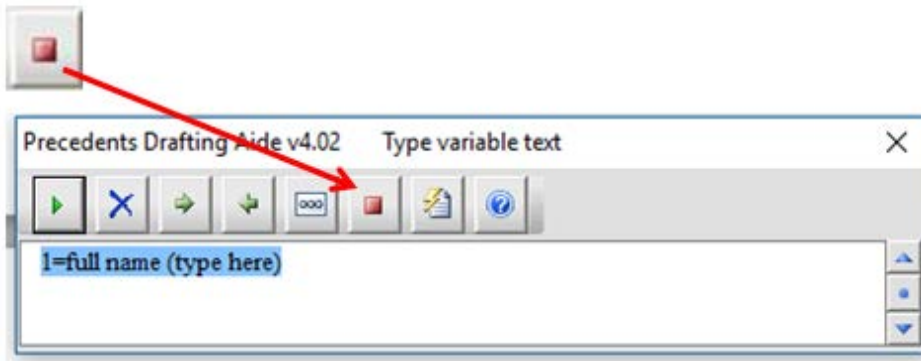 Precedents Drafting Aide v4.02 Type variable text
1=full name (type here)